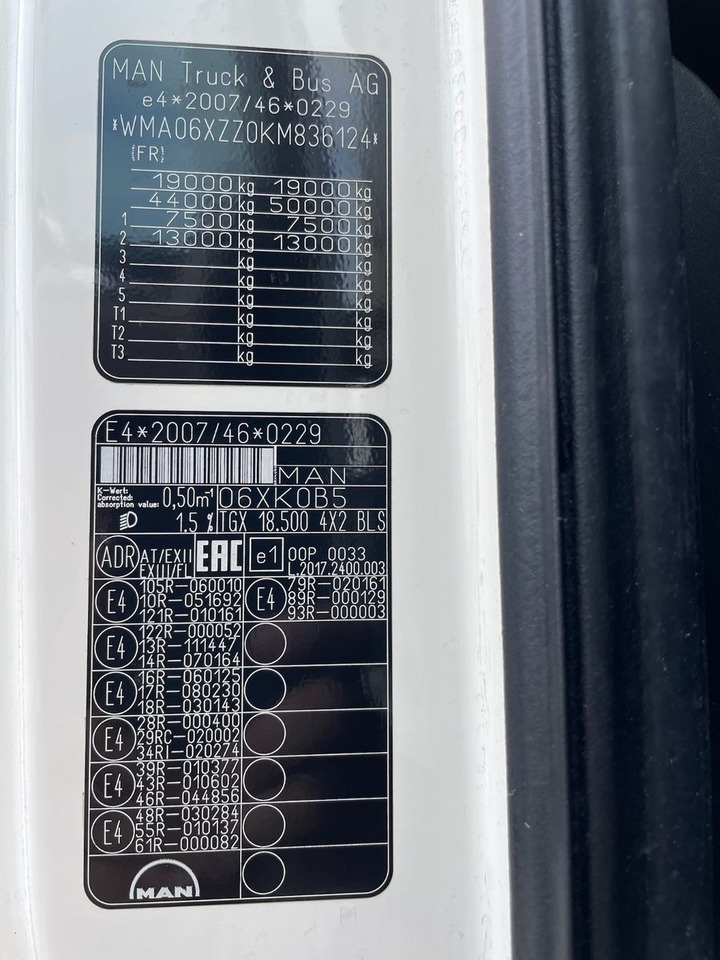 MAN Truck & Bus AG
e4*2007/46*0229
*WMA06XZZ0KM836124*
(FR)
19000 kg 19000 kg
44000 kg 50000 kg
1 7500 kg 7500 kg
2 13000 kg 13000 kg
3 kg kg
4 kg kg
5 kg kg
T1 kg kg
T2 kg kg
T3 kg kg
E4*2007/46*0229
MAN
K-Wert:
Corrected
absorption value: 0,50m-1 06XK0B5
1.5 % TGX 18.500 4X2 BLS
ADR AT/EXII EAC e1 00P 0033
EXIII/FL L.2017.2400.003
E4 105R-060010 E4 79R-020161
10R-051692 89R-000129
121R-010161 93R-000003
E4 122R-000052
13R-111447
14R-070164
E4 16R-060125
17R-080230
18R-030143
E4 28R-000400
29RC-020002
34RI-020274
E4 39R-010377
43R-010602
46R-044856
E4 48R-030284
55R-010137
61R-000082
MAN